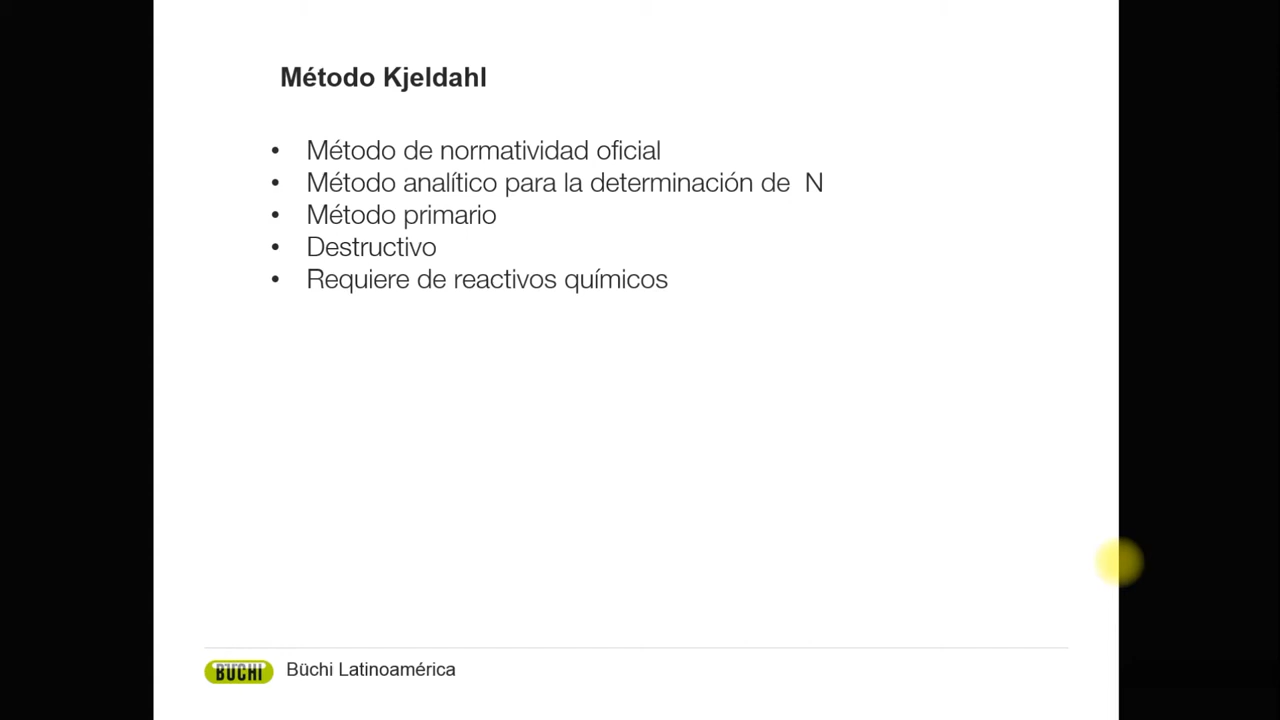 Método Kjeldahl
• Método de normatividad oficial
• Método analítico para la determinación de N
• Método primario
• Destructivo
• Requiere de reactivos químicos
BÜCHI Büchi Latinoamérica